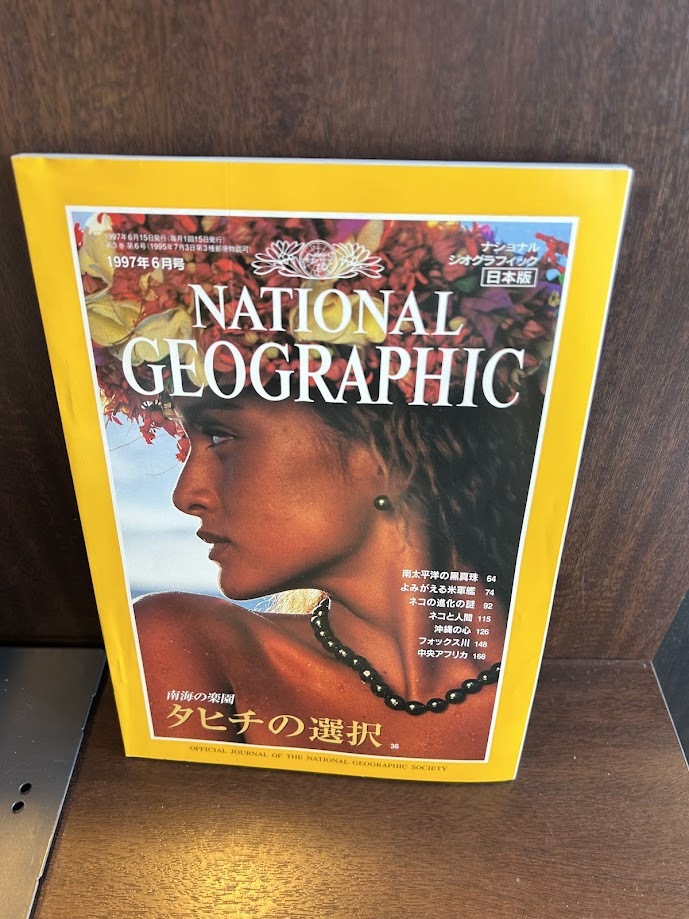 1997年6月15日発行(毎月1回15日発行)
第3巻 第6号(1995年7月3日第3種郵便物認可)
1997年6月号
ナショナル
ジオグラフィック
日本版
NATIONAL
GEOGRAPHIC
南太平洋の黒真珠 64
よみがえる米軍艦 74
ネコの進化の謎 92
ネコと人間 115
沖縄の心 126
フォックス川 148
中央アフリカ 168
南海の楽園
タヒチの選択 36
OFFICIAL JOURNAL OF THE NATIONAL GEOGRAPHIC SOCIETY